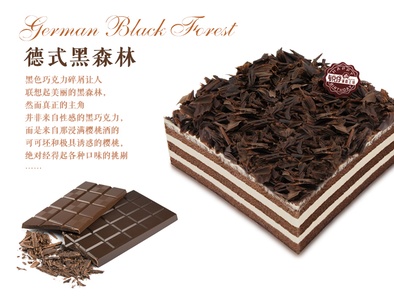 German Black Forest
德式黑森林
黑色巧克力碎屑让人
联想起美丽的黑森林,
然而真正的主角
并非来自性感的黑巧克力,
而是来自那浸满樱桃酒的
可可坯和极具诱惑的樱桃,
绝对经得起各种口味的挑剔
......